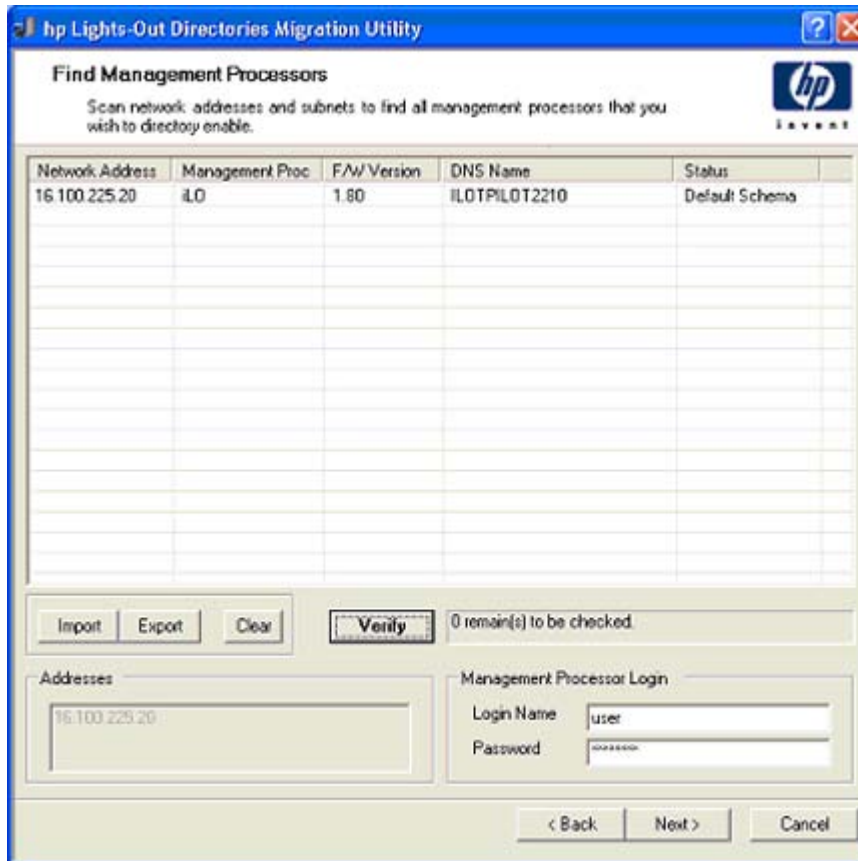 hp Lights-Out Directories Migration Utility
Find Management Processors
Scan network addresses and subnets to find all management processors that you
wish to directory enable.
hp
invent
Network Address Management Proc F/W Version DNS Name Status
16.100.225.20 iLO 1.80 ILOTPILOT2210 Default Schema
Import Export Clear Verify 0 remain(s) to be checked.
Addresses
16.100.225.20
Management Processor Login
Login Name user
Password *******
< Back Next > Cancel